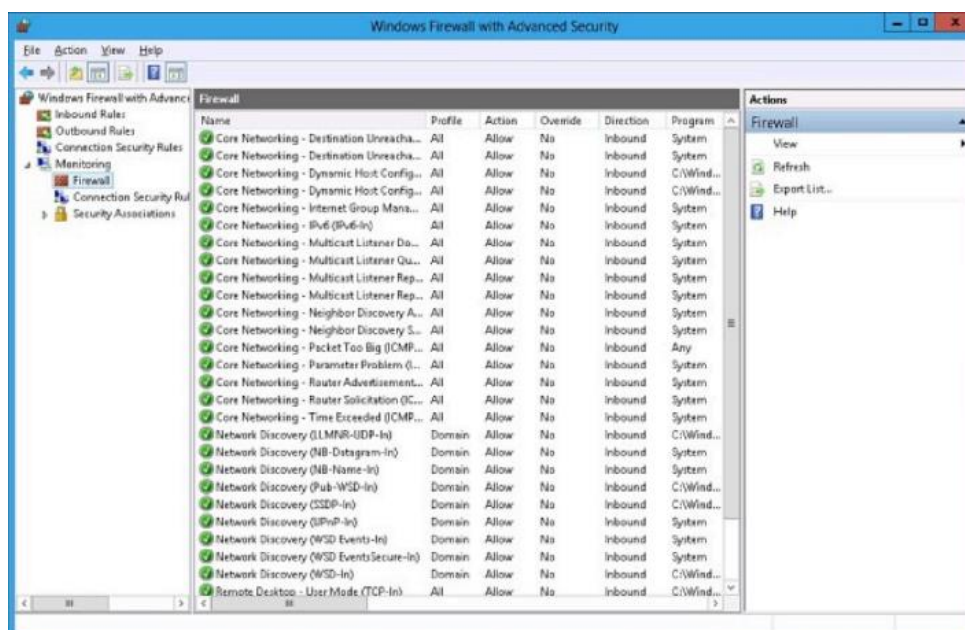 Windows Firewall with Advanced Security
File Action View Help
Windows Firewall with Advance
Inbound Rules
Outbound Rules
Connection Security Rules
Monitoring
Firewall
Connection Security Rul
Security Associations
Firewall
Name Profile Action Override Direction Program
Core Networking - Destination Unreacha... All Allow No Inbound System
Core Networking - Destination Unreacha... All Allow No Inbound System
Core Networking - Dynamic Host Config... All Allow No Inbound C:\Wind...
Core Networking - Dynamic Host Config... All Allow No Inbound C:\Wind...
Core Networking - Internet Group Mana... All Allow No Inbound System
Core Networking - IPv6 (IPv6-In) All Allow No Inbound System
Core Networking - Multicast Listener Do... All Allow No Inbound System
Core Networking - Multicast Listener Qu... All Allow No Inbound System
Core Networking - Multicast Listener Rep... All Allow No Inbound System
Core Networking - Multicast Listener Rep... All Allow No Inbound System
Core Networking - Neighbor Discovery A... All Allow No Inbound System
Core Networking - Neighbor Discovery S... All Allow No Inbound System
Core Networking - Packet Too Big (ICMP... All Allow No Inbound Any
Core Networking - Parameter Problem (I... All Allow No Inbound System
Core Networking - Router Advertisement... All Allow No Inbound System
Core Networking - Router Solicitation (IC... All Allow No Inbound System
Core Networking - Time Exceeded (ICMP... All Allow No Inbound System
Network Discovery (LLMNR-UDP-In) Domain Allow No Inbound C:\Wind...
Network Discovery (NB-Datagram-In) Domain Allow No Inbound System
Network Discovery (NB-Name-In) Domain Allow No Inbound System
Network Discovery (Pub-WSD-In) Domain Allow No Inbound C:\Wind...
Network Discovery (SSDP-In) Domain Allow No Inbound C:\Wind...
Network Discovery (UPnP-In) Domain Allow No Inbound System
Network Discovery (WSD Events-In) Domain Allow No Inbound System
Network Discovery (WSD EventsSecure-In) Domain Allow No Inbound System
Network Discovery (WSD-In) Domain Allow No Inbound C:\Wind...
Remote Desktop - User Mode (TCP-In) All Allow No Inbound C:\Wind...
Actions
Firewall
View
Refresh
Export List...
Help